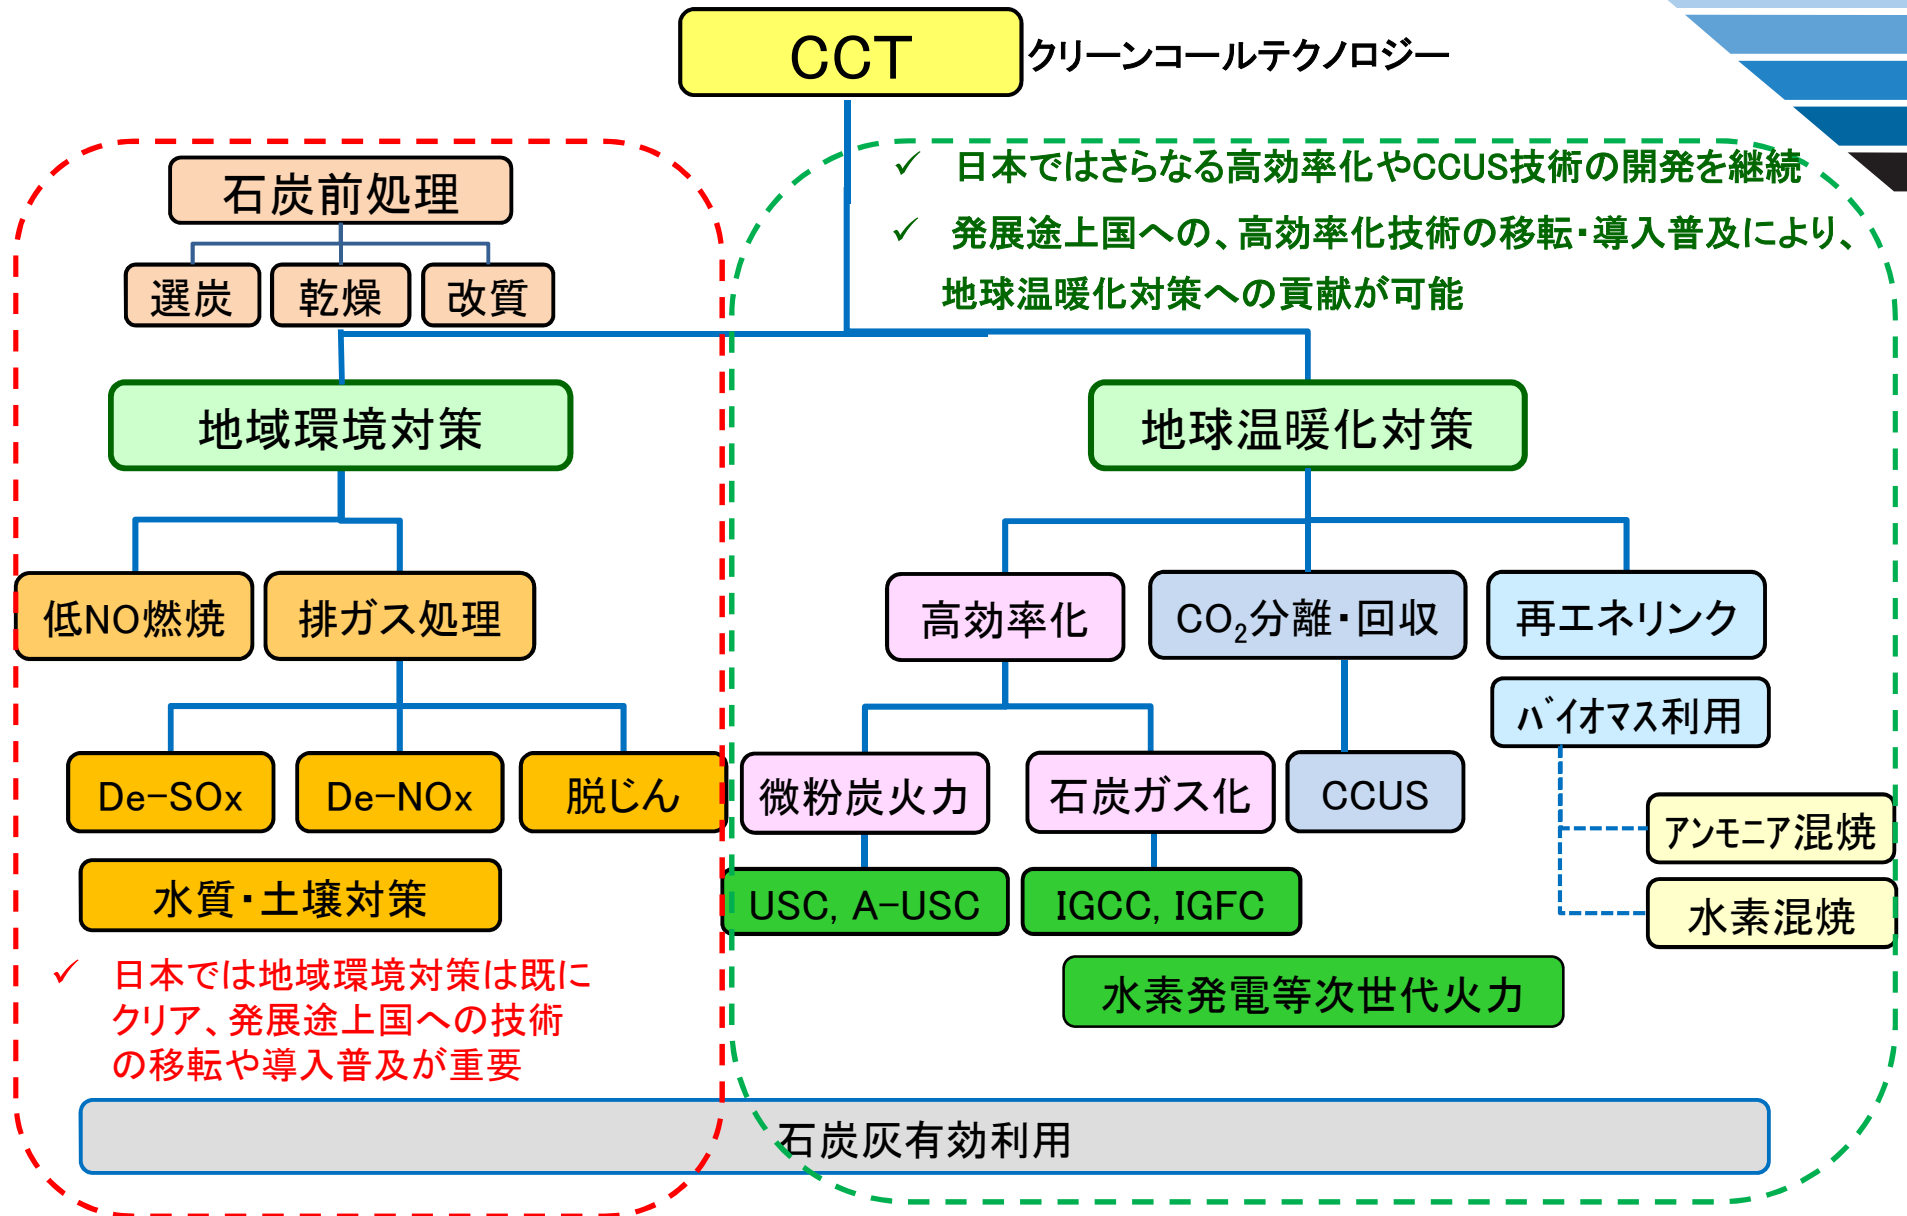 CCT
クリーンコールテクノロジー
石炭前処理
選炭
乾燥
改質
✓ 日本ではさらなる高効率化やCCUS技術の開発を継続
✓ 発展途上国への、高効率化技術の移転・導入普及により、
地球温暖化対策への貢献が可能
地域環境対策
地球温暖化対策
低NO燃焼
排ガス処理
高効率化
CO₂分離・回収
再エネリンク
バイオマス利用
De-SOx
De-NOx
脱じん
微粉炭火力
石炭ガス化
CCUS
アンモニア混焼
水質・土壌対策
USC, A-USC
IGCC, IGFC
水素混焼
水素発電等次世代火力
✓ 日本では地域環境対策は既に
クリア、発展途上国への技術
の移転や導入普及が重要
石炭灰有効利用